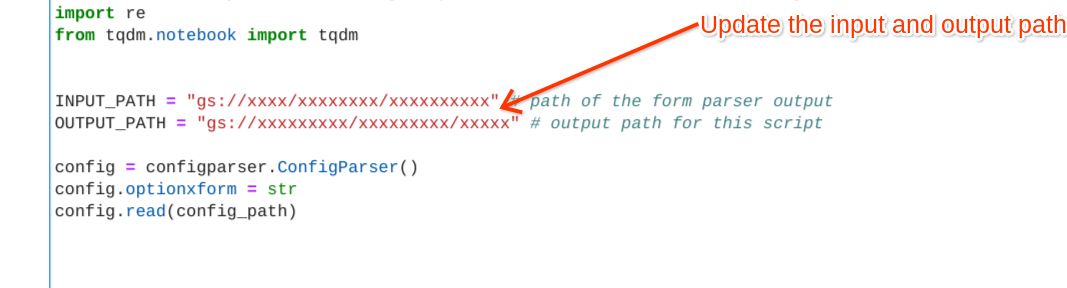 import re
from tqdm.notebook import tqdm
Update the input and output path
INPUT_PATH = "gs://xxxx/xxxxxxxx/xxxxxxxxxx" # path of the form parser output
OUTPUT_PATH = "gs://xxxxxxxxx/xxxxxxxxx/xxxxx" # output path for this script
config = configparser.ConfigParser()
config.optionxform = str
config.read(config_path)